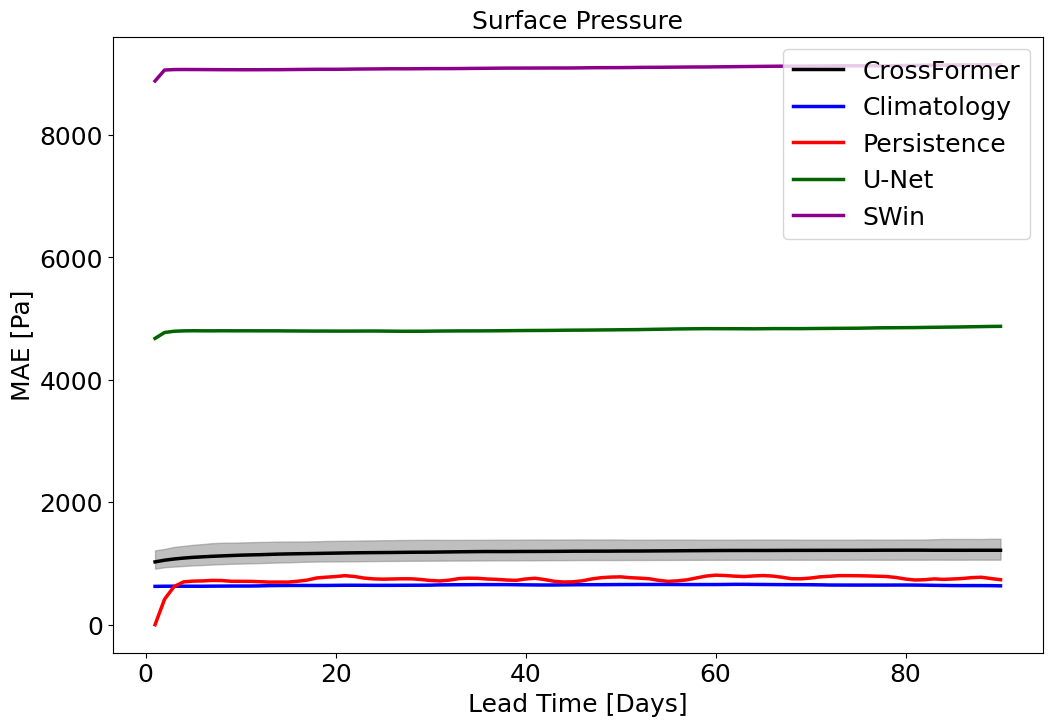 Surface Pressure
MAE [Pa]
8000
6000
4000
2000
0
CrossFormer
Climatology
Persistence
U-Net
SWin
0
20
40
60
80
Lead Time [Days]